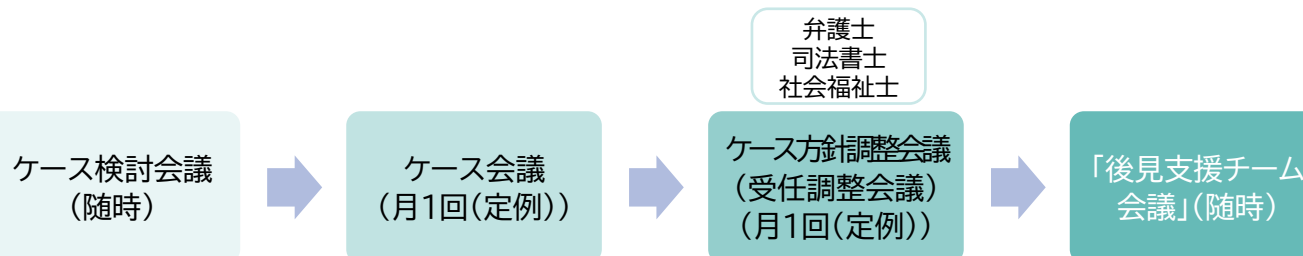 弁護士
司法書士
社会福祉士
ケース検討会議
（随時）
ケース会議
（月1回（定例））
ケース方針調整会議
（受任調整会議）
（月1回（定例））
「後見支援チーム
会議」（随時）